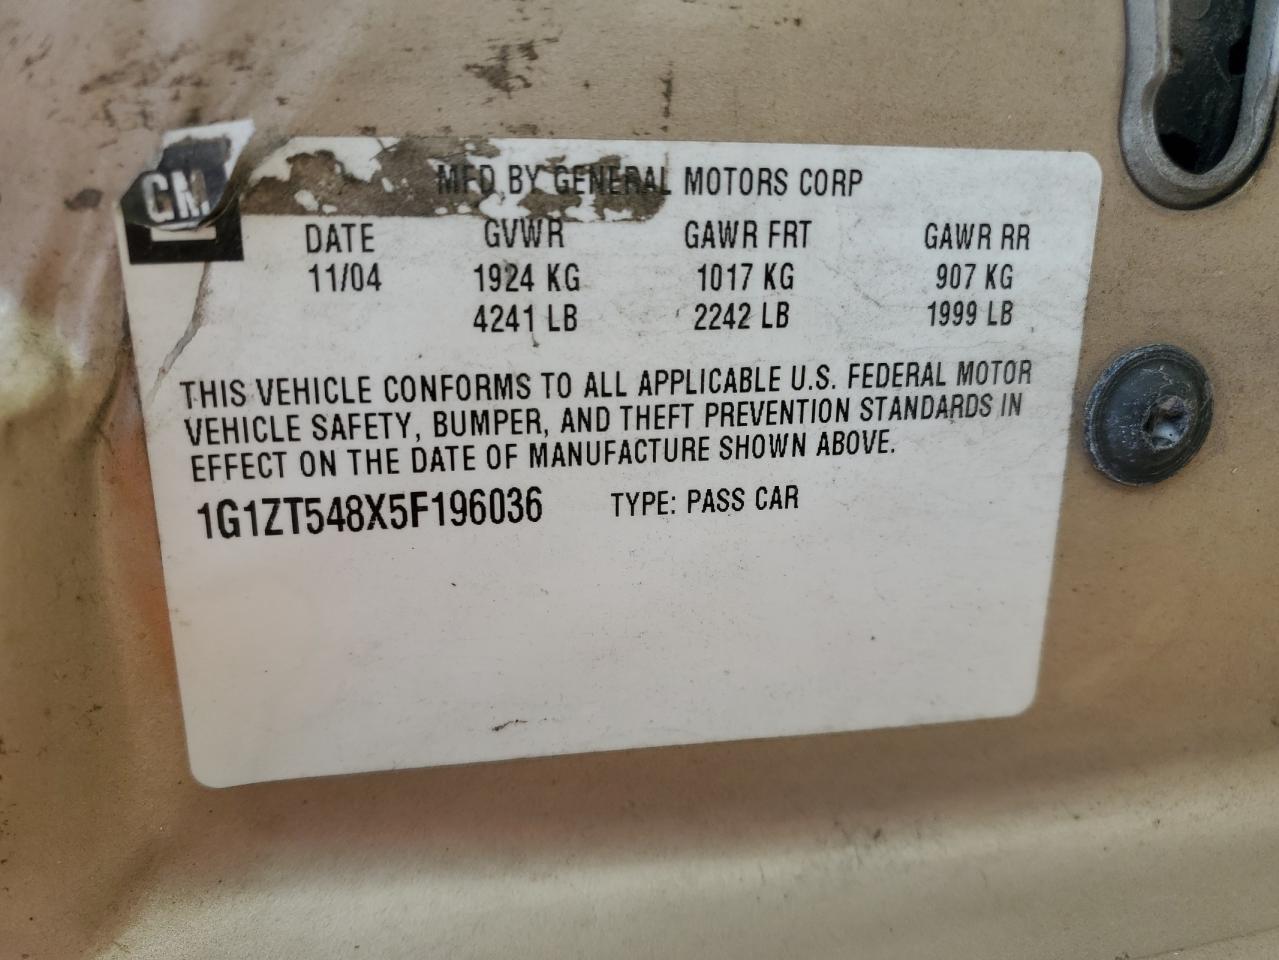 GM
MFD BY GENERAL MOTORS CORP
DATE GVWR GAWR FRT GAWR RR
11/04 1924 KG 1017 KG 907 KG
4241 LB 2242 LB 1999 LB
THIS VEHICLE CONFORMS TO ALL APPLICABLE U.S. FEDERAL MOTOR
VEHICLE SAFETY, BUMPER, AND THEFT PREVENTION STANDARDS IN
EFFECT ON THE DATE OF MANUFACTURE SHOWN ABOVE.
1G1ZT548X5F196036 TYPE: PASS CAR